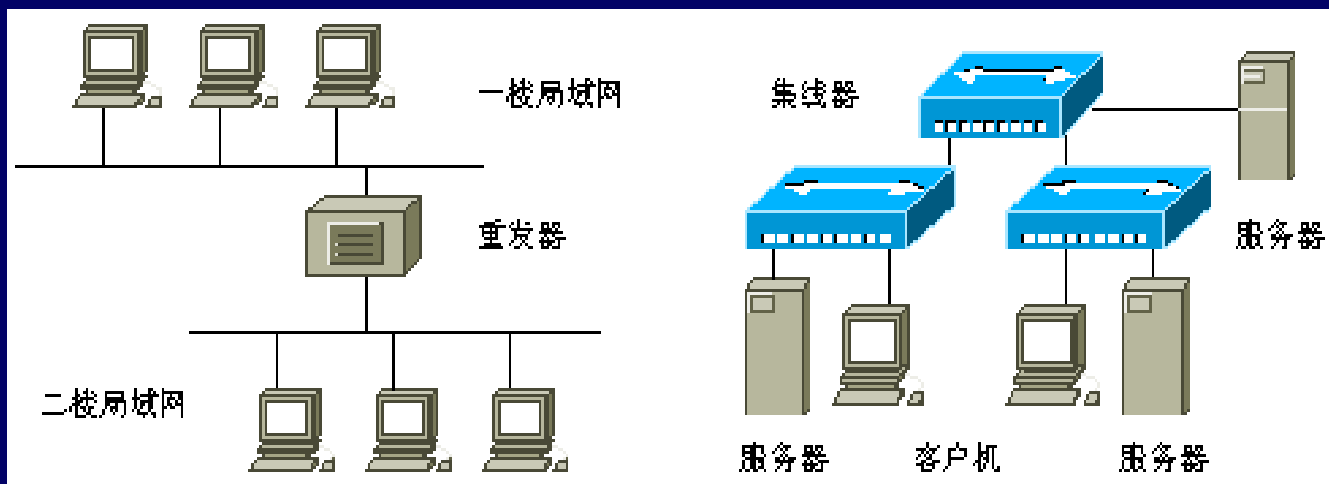 一楼局域网
重发器
二楼局域网
集线器
服务器
服务器
客户机
服务器